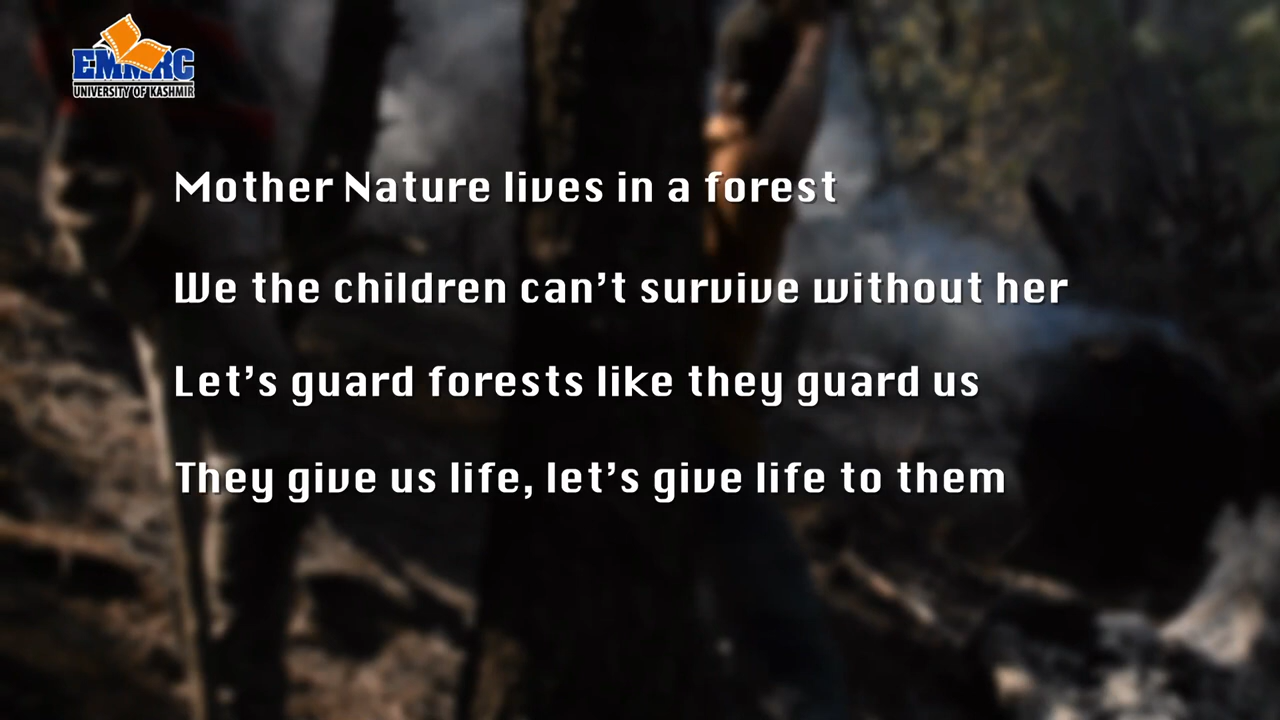 EMMRC
UNIVERSITY OF KASHMIR
Mother Nature lives in a forest
We the children can't survive without her
Let's guard forests like they guard us
They give us life, let's give life to them